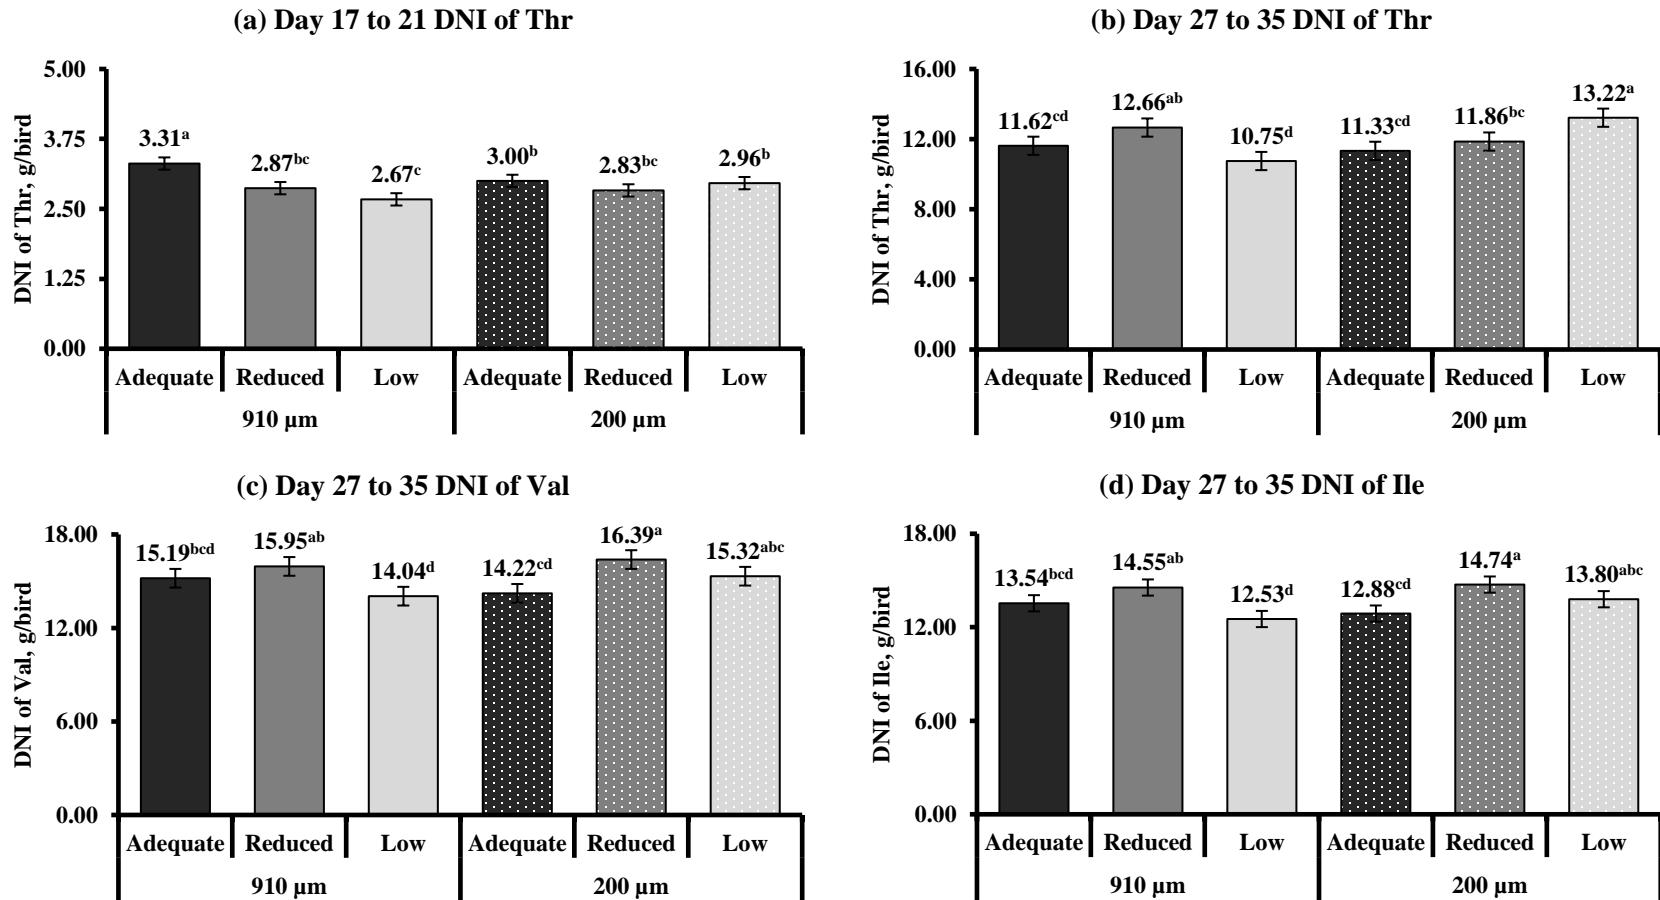 (a) Day 17 to 21 DNI of Thr
DNI of Thr, g/bird
5.00
3.75
2.50
1.25
0.00
3.31ᵃ
2.87ᵇᶜ
2.67ᶜ
3.00ᵇ
2.83ᵇᶜ
2.96ᵇ
Adequate Reduced Low Adequate Reduced Low
910 µm 200 µm
(b) Day 27 to 35 DNI of Thr
DNI of Thr, g/bird
16.00
12.00
8.00
4.00
0.00
11.62ᶜᵈ
12.66ᵃᵇ
10.75ᵈ
11.33ᶜᵈ
11.86ᵇᶜ
13.22ᵃ
Adequate Reduced Low Adequate Reduced Low
910 µm 200 µm
(c) Day 27 to 35 DNI of Val
DNI of Val, g/bird
18.00
12.00
6.00
0.00
15.19ᵇᶜᵈ
15.95ᵃᵇ
14.04ᵈ
14.22ᶜᵈ
16.39ᵃ
15.32ᵃᵇᶜ
Adequate Reduced Low Adequate Reduced Low
910 µm 200 µm
(d) Day 27 to 35 DNI of Ile
DNI of Ile, g/bird
18.00
12.00
6.00
0.00
13.54ᵇᶜᵈ
14.55ᵃᵇ
12.53ᵈ
12.88ᶜᵈ
14.74ᵃ
13.80ᵃᵇᶜ
Adequate Reduced Low Adequate Reduced Low
910 µm 200 µm